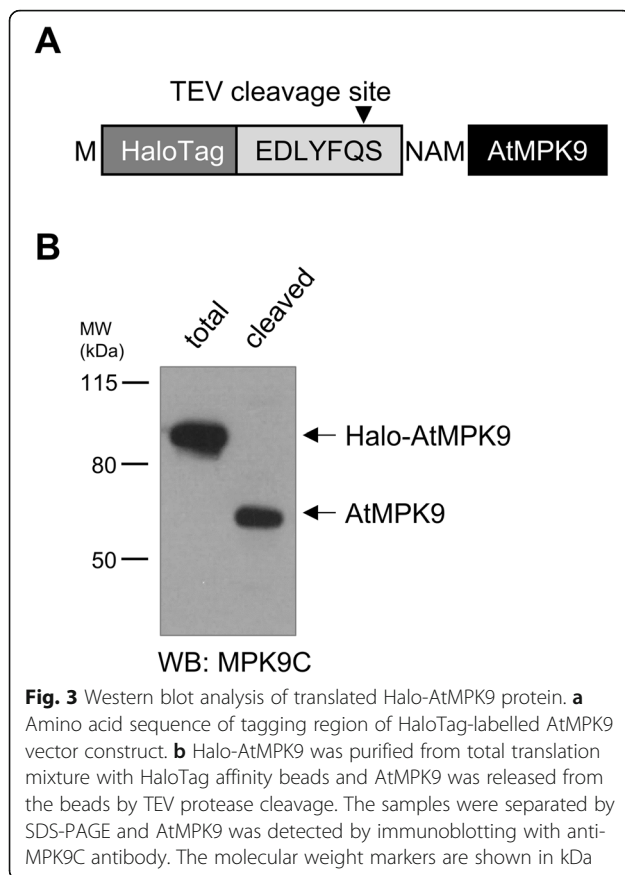 A
TEV cleavage site
M HaloTag EDLYFQS NAM AtMPK9
B
MW
(kDa)
total
cleaved
115
Halo-AtMPK9
80
AtMPK9
50
WB: MPK9C
Fig. 3 Western blot analysis of translated Halo-AtMPK9 protein. a
Amino acid sequence of tagging region of HaloTag-labelled AtMPK9
vector construct. b Halo-AtMPK9 was purified from total translation
mixture with HaloTag affinity beads and AtMPK9 was released from
the beads by TEV protease cleavage. The samples were separated by
SDS-PAGE and AtMPK9 was detected by immunoblotting with anti-
MPK9C antibody. The molecular weight markers are shown in kDa